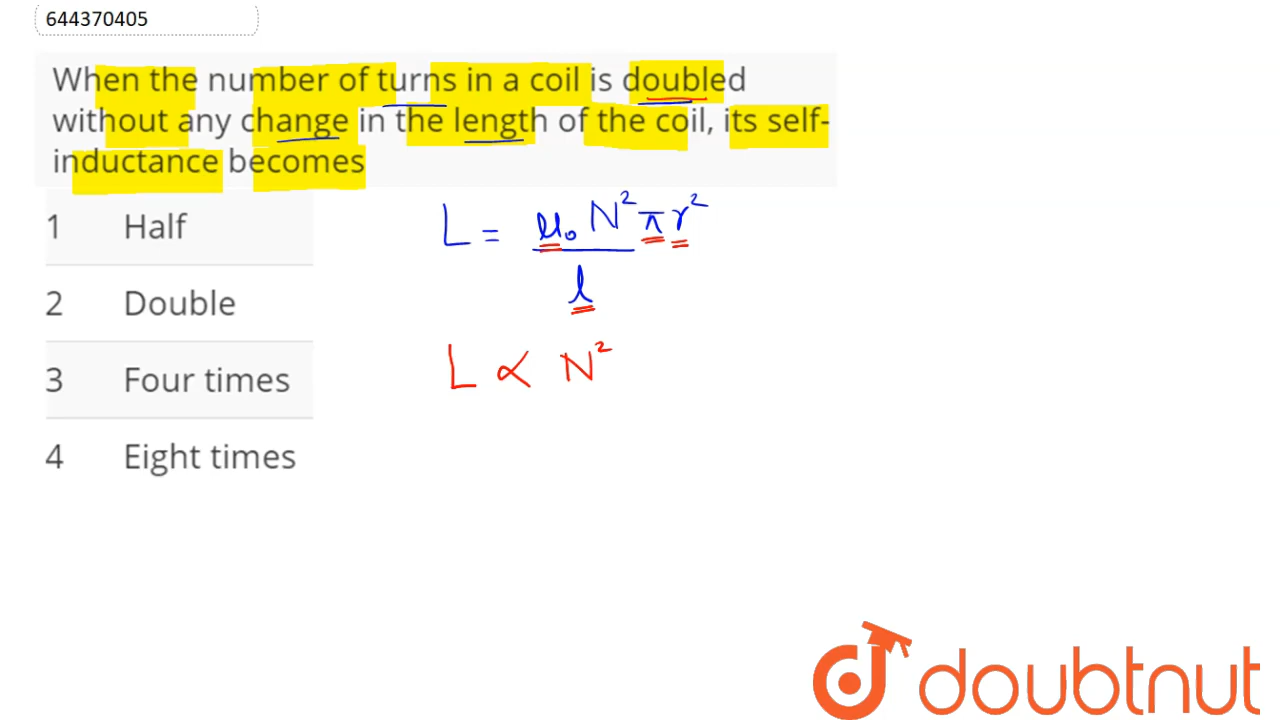 644370405
When the number of turns in a coil is doubled
without any change in the length of the coil, its self-
inductance becomes
1 Half
2 Double
3 Four times
4 Eight times
L = μ₀ N² π r²
l
L ∝ N²
doubtnut